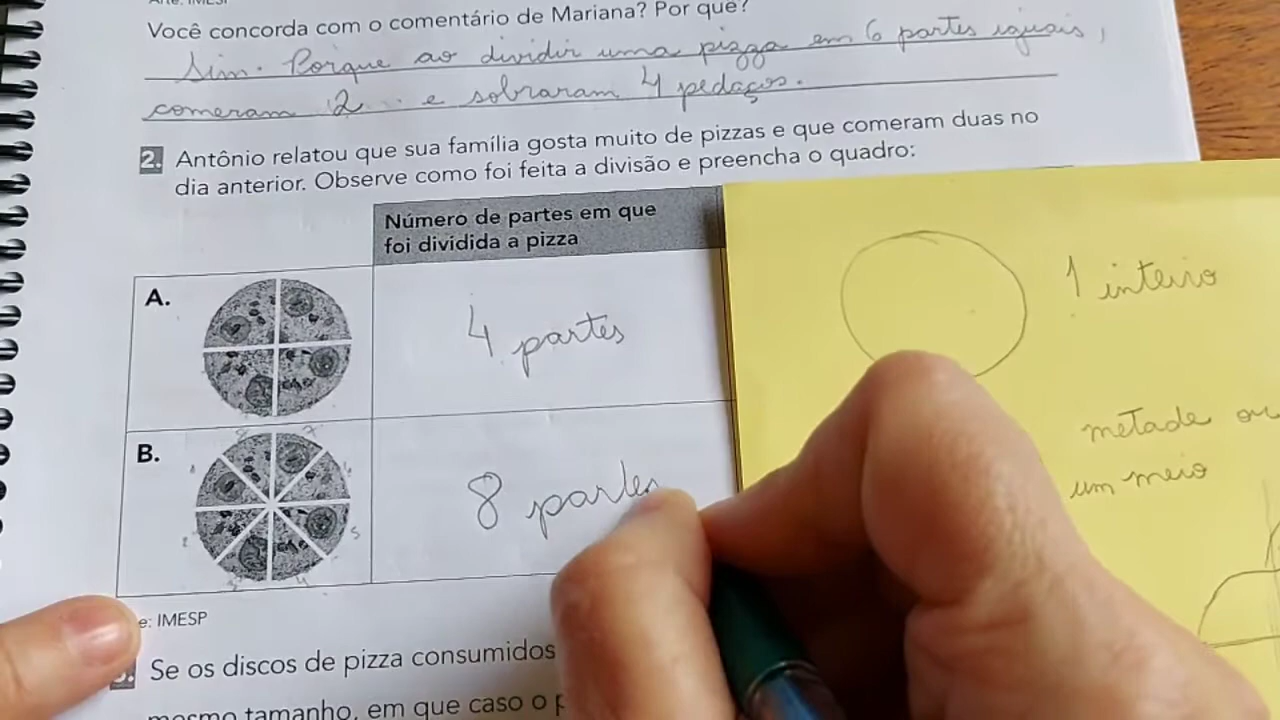 Você concorda com o comentário de Mariana? Por que?
Sim. Porque ao dividir uma pizza em 6 partes iguais,
comeram 2 ... e sobraram 4 pedaços.
2. Antônio relatou que sua família gosta muito de pizzas e que comeram duas no
dia anterior. Observe como foi feita a divisão e preencha o quadro:
Número de partes em que
foi dividida a pizza
A.
4 partes
B.
8 partes
1 inteiro
metade ou
um meio
e: IMESP
3. Se os discos de pizza consumidos
mesmo tamanho, em que caso o p